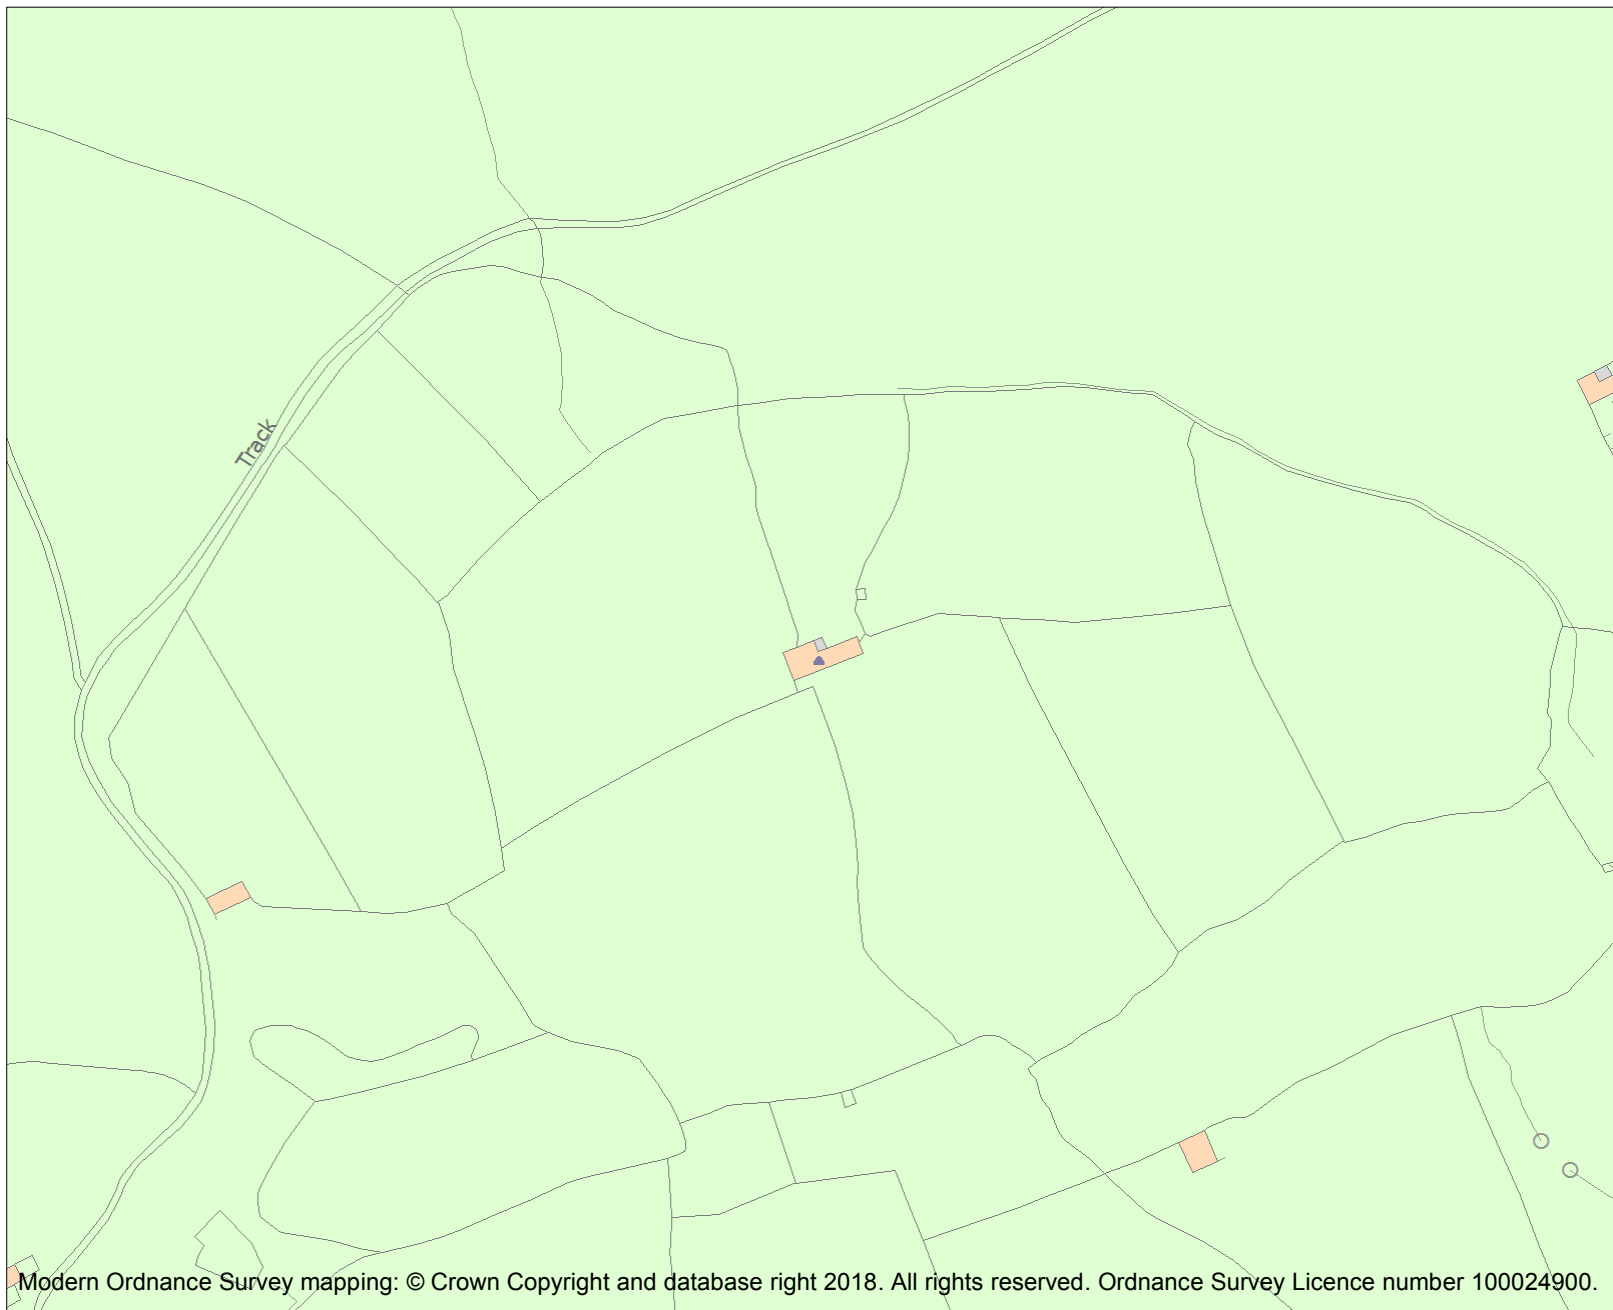 Track
Modern Ordnance Survey mapping: © Crown Copyright and database right 2018. All rights reserved. Ordnance Survey Licence number 100024900.